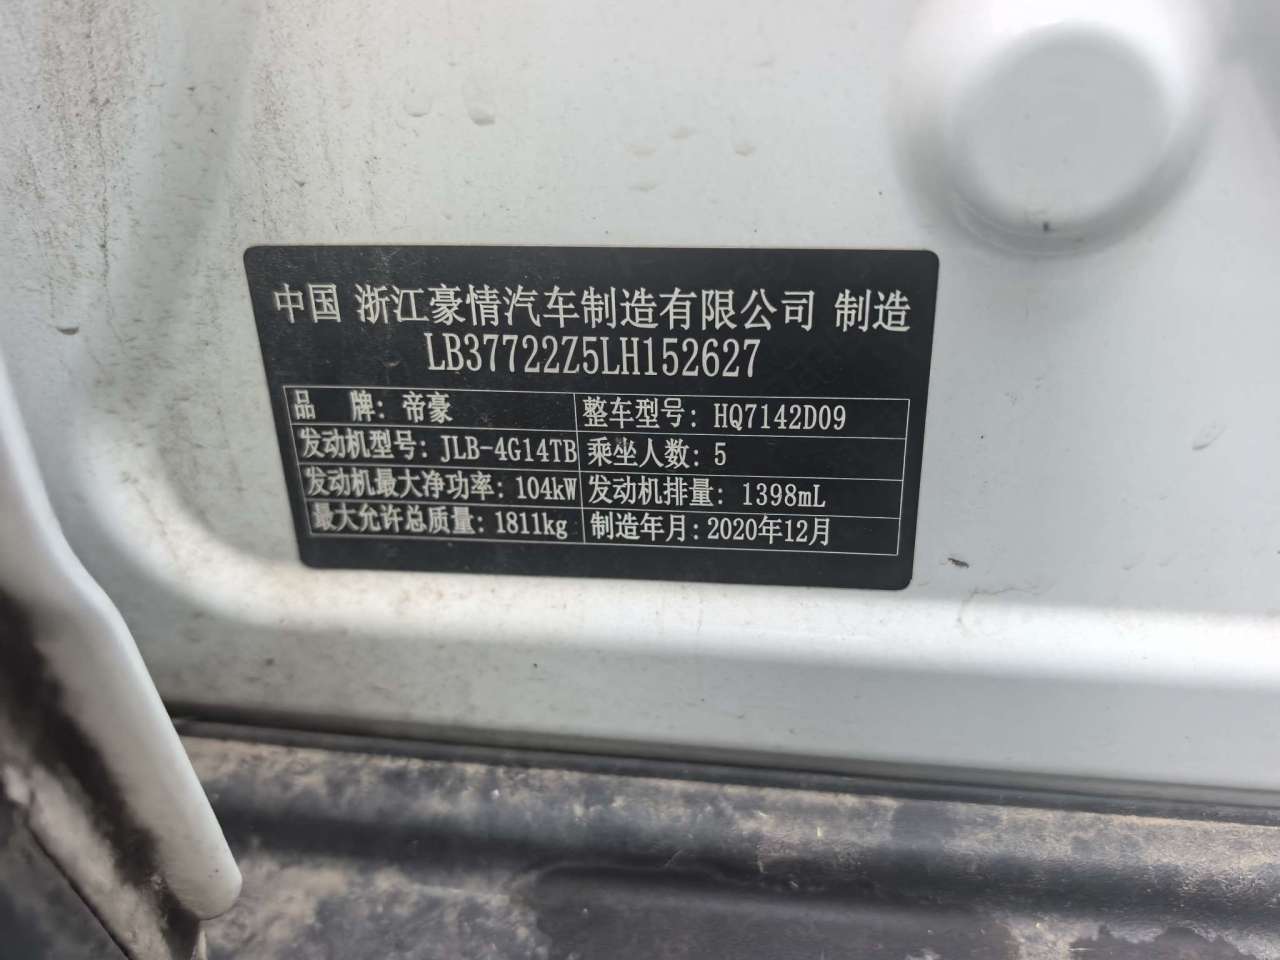 中国 浙江豪情汽车制造有限公司 制造
LB37722Z5LH152627
品 牌: 帝豪 整车型号: HQ7142D09
发动机型号: JLB-4G14TB 乘坐人数: 5
发动机最大净功率: 104kW 发动机排量: 1398mL
最大允许总质量: 1811kg 制造年月: 2020年12月